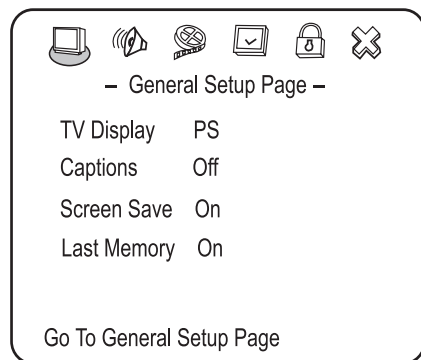 – General Setup Page –
TV Display PS
Captions Off
Screen Save On
Last Memory On
Go To General Setup Page